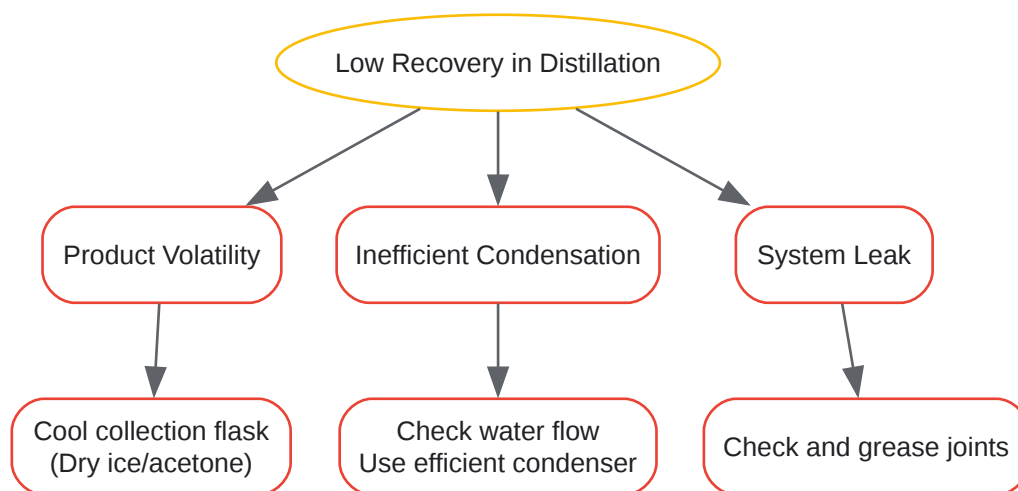 Low Recovery in Distillation
Product Volatility
Inefficient Condensation
System Leak
Cool collection flask
(Dry ice/acetone)
Check water flow
Use efficient condenser
Check and grease joints